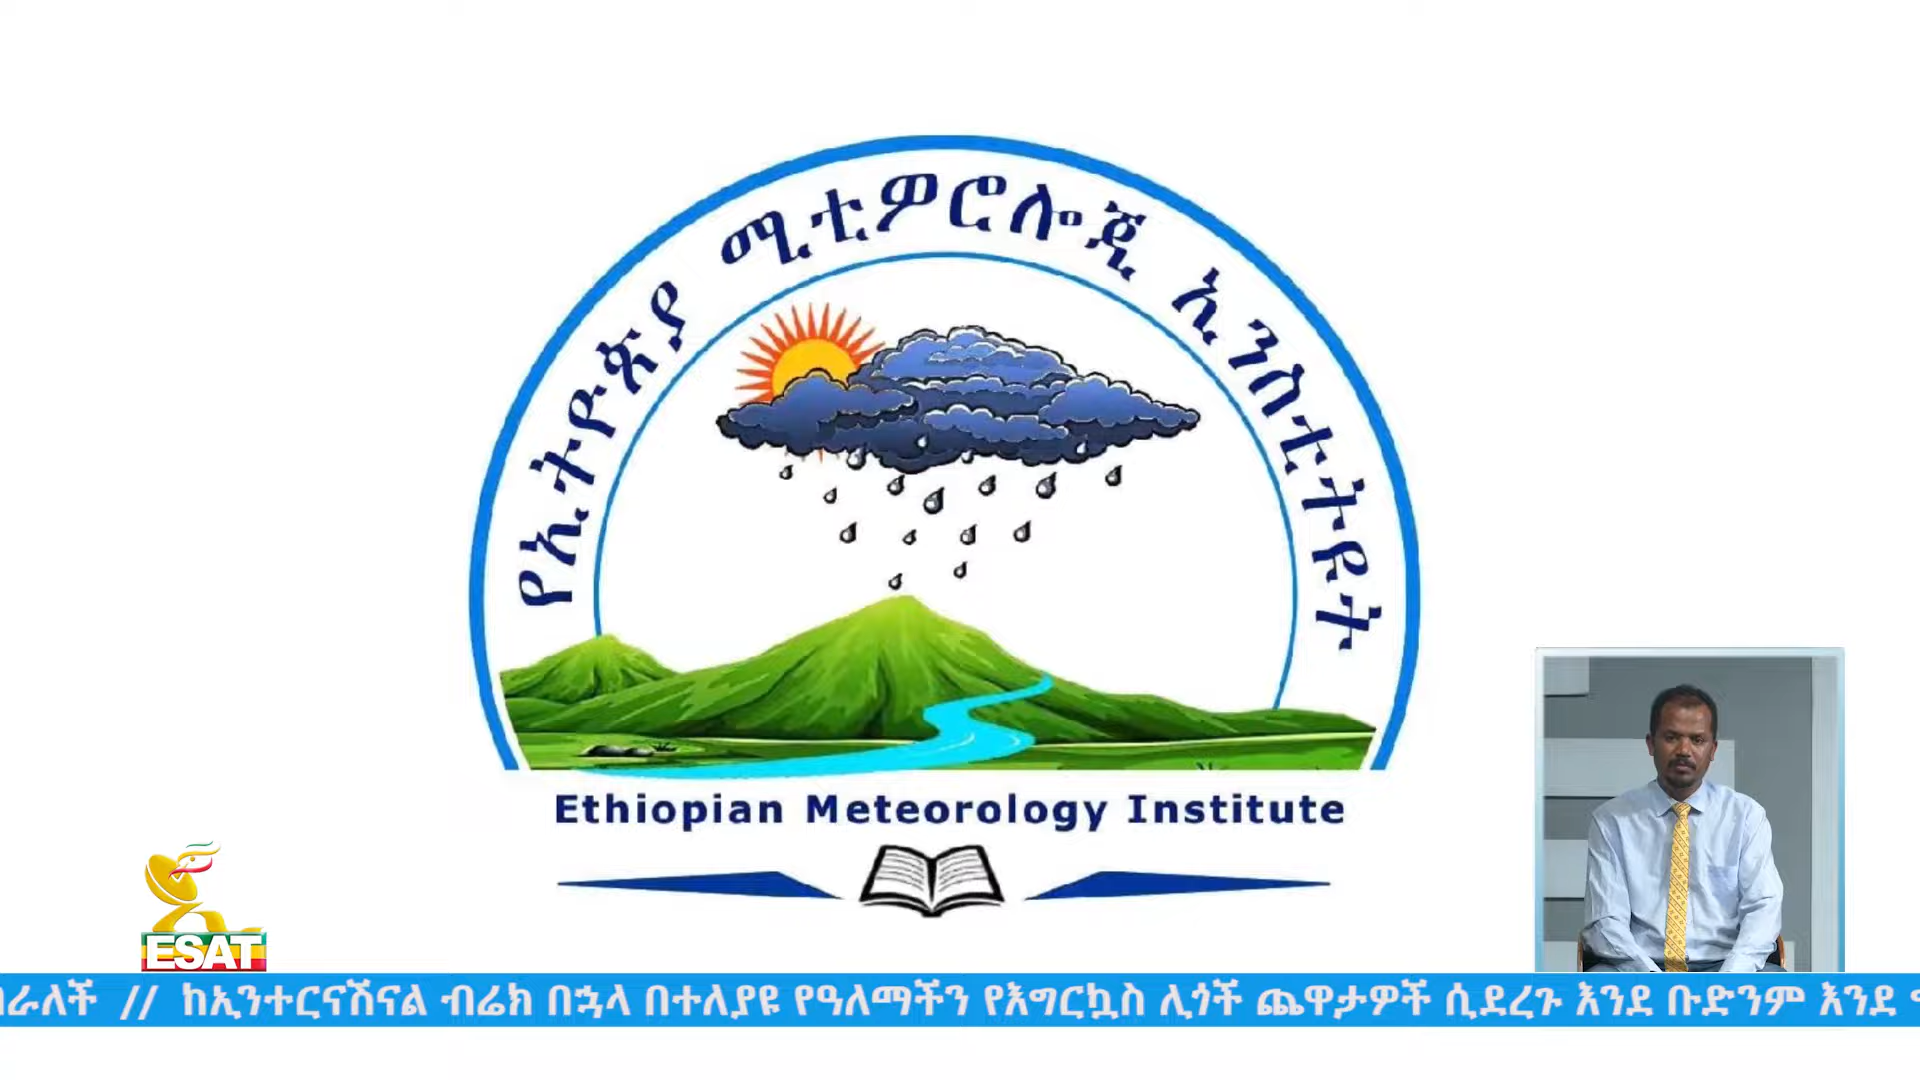 የኢትዮጵያ ሚቲዎሮሎጂ ኢንስቲትዩት
Ethiopian Meteorology Institute
ESAT
// ከኢንተርናሽናል ብሬክ በኋላ በተለያዩ የዓለማችን የእግርኳስ ሊጎች ጨዋታዎች ሲደረጉ እንደ ቡድንም እንደ